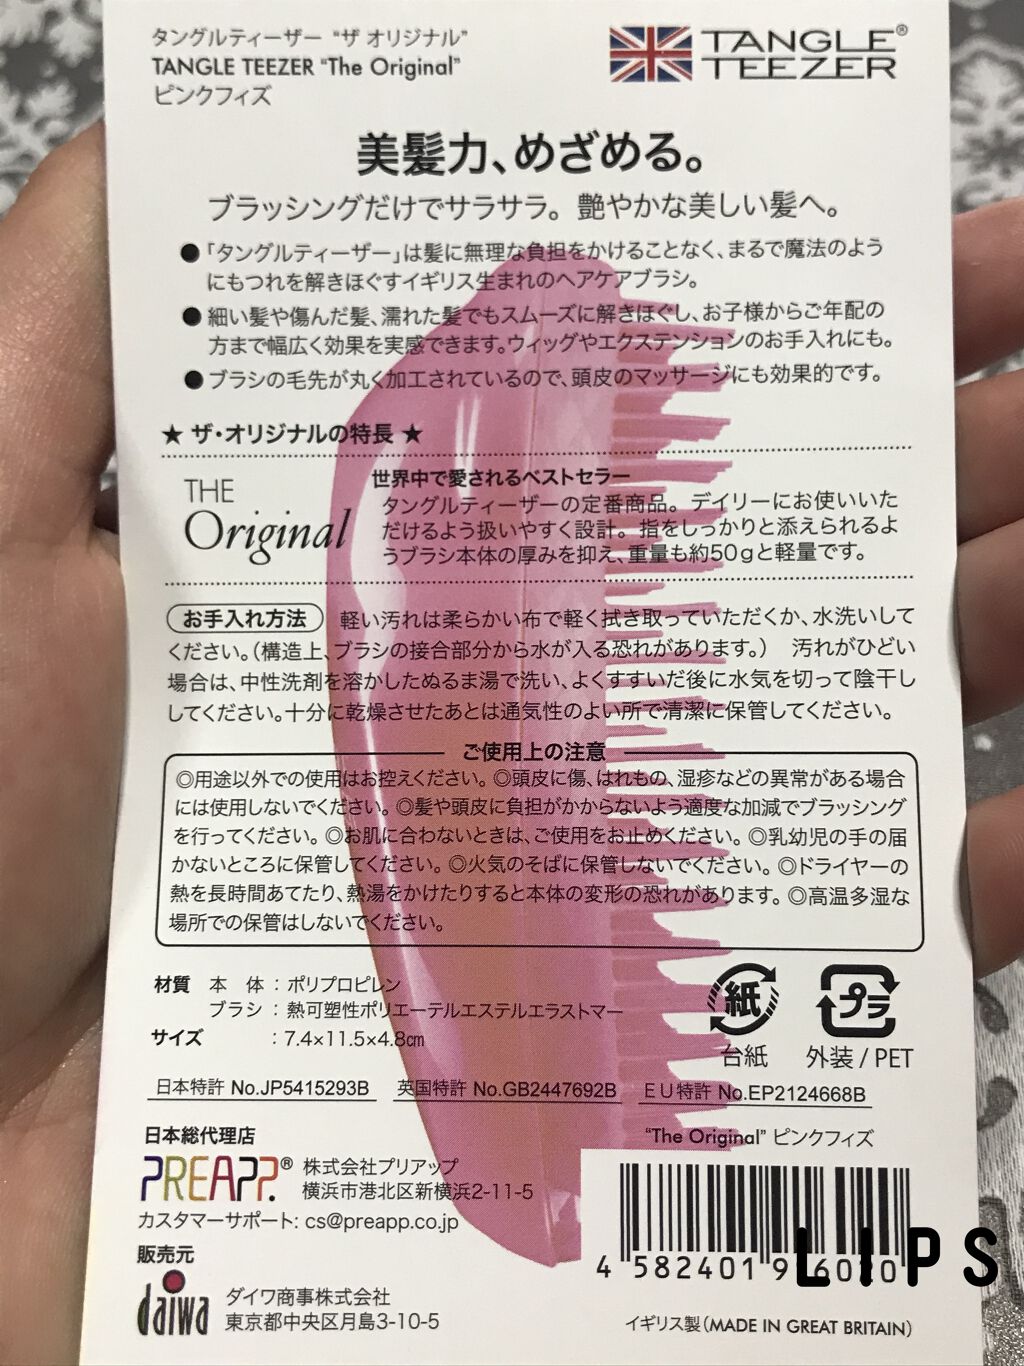 タングルティーザー “ザ オリジナル”
TANGLE TEEZER “The Original”
ピンクフィズ
TANGLE TEEZER®
美髪力、めざめる。
ブラッシングだけでサラサラ。艶やかな美しい髪へ。
●「タングルティーザー」は髪に無理な負担をかけることなく、まるで魔法のよう
にもつれを解きほぐすイギリス生まれのヘアケアブラシ。
●細い髪や傷んだ髪、濡れた髪でもスムーズに解きほぐし、お子様からご年配の
方まで幅広く効果を実感できます。ウィッグやエクステンションのお手入れにも。
●ブラシの毛先が丸く加工されているので、頭皮のマッサージにも効果的です。
★ ザ・オリジナルの特長 ★
THE
Original
世界中で愛されるベストセラー
タングルティーザーの定番商品。デイリーにお使いいた
だけるよう扱いやすく設計。指をしっかりと添えられるよ
うブラシ本体の厚みを抑え、重量も約50gと軽量です。
お手入れ方法 軽い汚れは柔らかい布で軽く拭き取っていただくか、水洗いして
ください。（構造上、ブラシの接合部分から水が入る恐れがあります。） 汚れがひどい
場合は、中性洗剤を溶かしたぬるま湯で洗い、よくすすいだ後に水気を切って陰干し
してください。十分に乾燥させたあとは通気性のよい所で清潔に保管してください。
ご使用上の注意
◎用途以外での使用はお控えください。◎頭皮に傷、はれもの、湿疹などの異常がある場合
には使用しないでください。◎髪や頭皮に負担がかからないよう適度な加減でブラッシング
を行ってください。◎お肌に合わないときは、ご使用をお止めください。◎乳幼児の手の届
かないところに保管してください。◎火気のそばに保管しないでください。◎ドライヤーの
熱を長時間あてたり、熱湯をかけたりすると本体の変形の恐れがあります。◎高温多湿な
場所での保管はしないでください。
材質 本 体：ポリプロピレン
ブラシ：熱可塑性ポリエーテルエステルエラストマー
サイズ ：7.4×11.5×4.8㎝
紙
台紙
プラ
外装 / PET
日本特許 No.JP5415293B 英国特許 No.GB2447692B EU特許 No.EP2124668B
日本総代理店
PREAPP® 株式会社プリアップ
横浜市港北区新横浜2-11-5
カスタマーサポート: cs@preapp.co.jp
販売元
daiwa ダイワ商事株式会社
東京都中央区月島3-10-5
“The Original” ピンクフィズ
4 582401 9
イギリス製（MADE IN GREAT BRITAIN）
LIPS